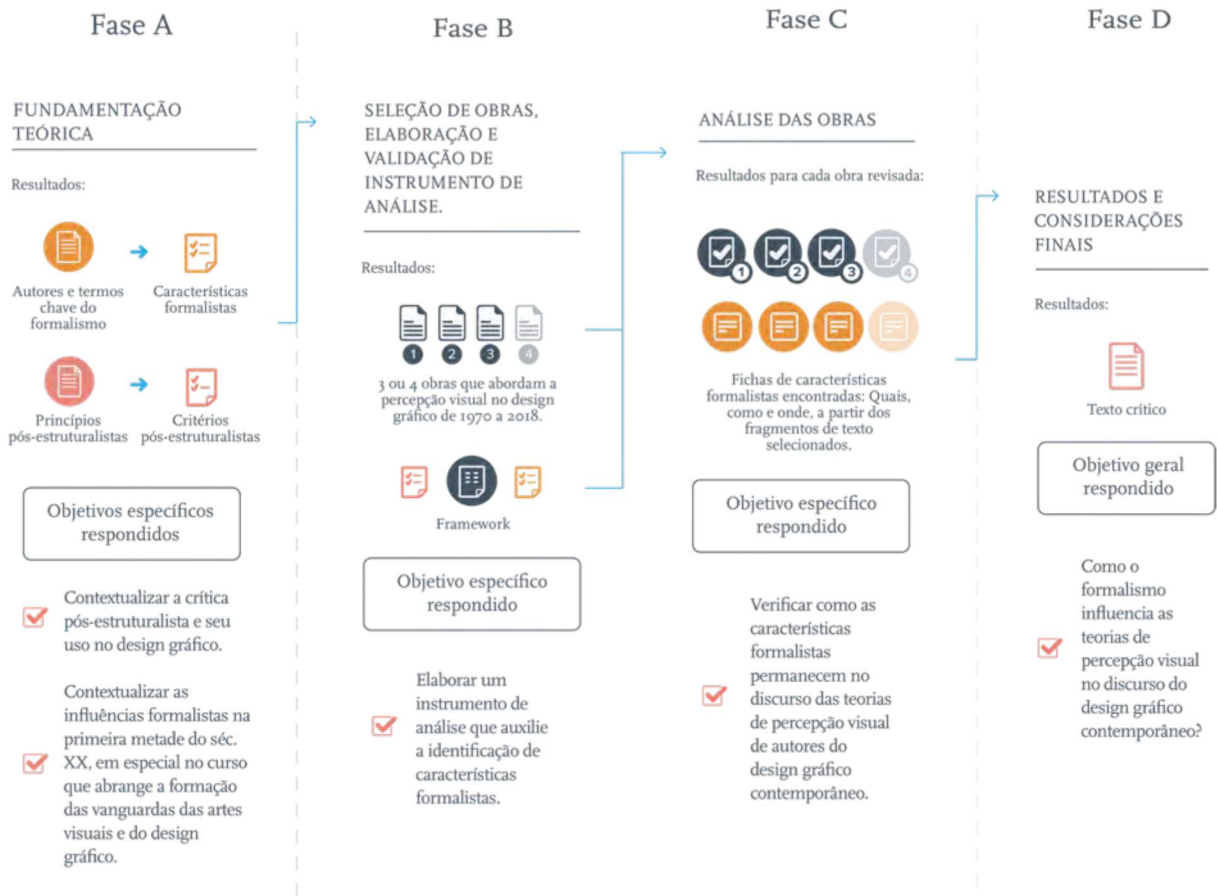 Fase A
FUNDAMENTAÇÃO
TEÓRICA
Resultados:
Autores e termos
chave do
formalismo
Características
formalistas
Princípios
pós-estruturalistas
Critérios
pós-estruturalistas
Objetivos específicos
respondidos
Contextualizar a crítica
pós-estruturalista e seu
uso no design gráfico.
Contextualizar as
influências formalistas na
primeira metade do séc.
XX, em especial no curso
que abrange a formação
das vanguardas das artes
visuais e do design
gráfico.
Fase B
SELEÇÃO DE OBRAS,
ELABORAÇÃO E
VALIDAÇÃO DE
INSTRUMENTO DE
ANÁLISE.
Resultados:
1 2 3 4
3 ou 4 obras que abordam a
percepção visual no design
gráfico de 1970 a 2018.
Framework
Objetivo específico
respondido
Elaborar um
instrumento de
análise que auxilie
a identificação de
características
formalistas.
Fase C
ANÁLISE DAS OBRAS
Resultados para cada obra revisada:
1 2 3 4
Fichas de características
formalistas encontradas: Quais,
como e onde, a partir dos
fragmentos de texto
selecionados.
Objetivo específico
respondido
Verificar como as
características
formalistas
permanecem no
discurso das teorias
de percepção visual
de autores do
design gráfico
contemporâneo.
Fase D
RESULTADOS E
CONSIDERAÇÕES
FINAIS
Resultados:
Texto crítico
Objetivo geral
respondido
Como o
formalismo
influencia as
teorias de
percepção visual
no discurso do
design gráfico
contemporâneo?